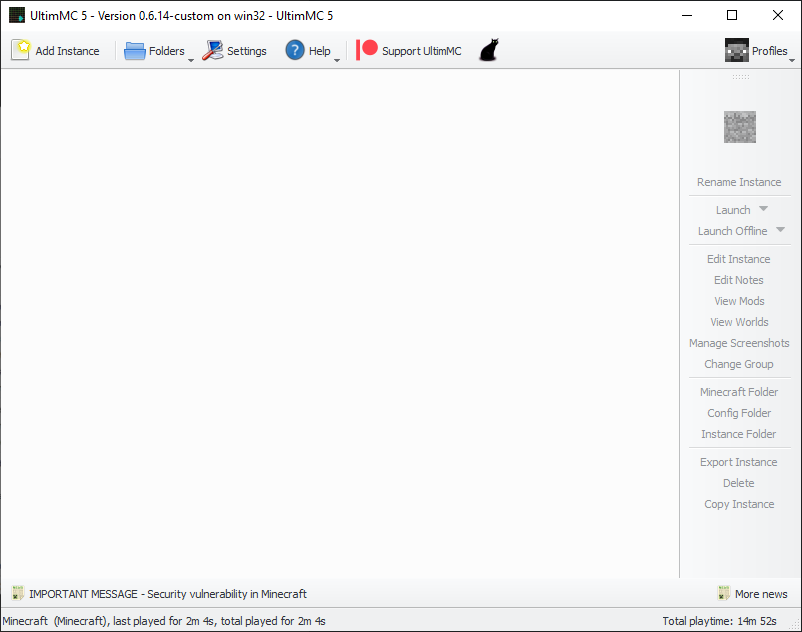 UltimMC 5 - Version 0.6.14-custom on win32 - UltimMC 5
Add Instance Folders Settings Help Support UltimMC Profiles
Rename Instance
Launch
Launch Offline
Edit Instance
Edit Notes
View Mods
View Worlds
Manage Screenshots
Change Group
Minecraft Folder
Config Folder
Instance Folder
Export Instance
Delete
Copy Instance
IMPORTANT MESSAGE - Security vulnerability in Minecraft More news
Minecraft (Minecraft), last played for 2m 4s, total played for 2m 4s Total playtime: 14m 52s